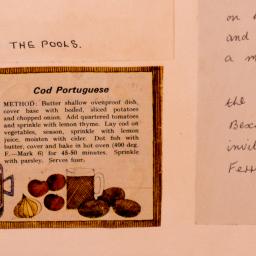 THE POOLS.
Cod Portuguese
METHOD: Butter shallow ovenproof dish,
cover base with boiled, sliced potatoes
and chopped onion. Add quartered tomatoes
and sprinkle with lemon thyme. Lay cod on
vegetables, season, sprinkle with lemon
juice, moisten with cider. Dot fish with
butter, cover and bake in hot oven (400 deg.
F.—Mark 6) for 45-50 minutes. Sprinkle
with parsley. Serves four.
on
and
a m
the